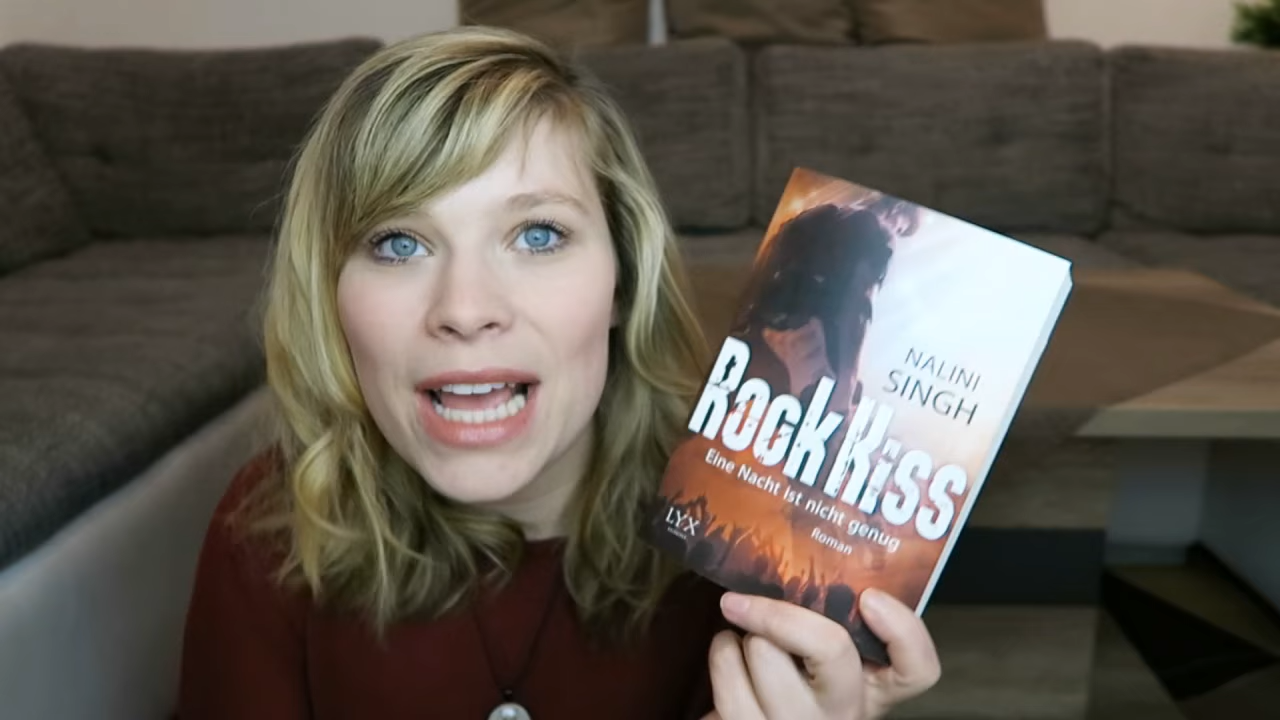 NALINI
SINGH
Rock Kiss
Eine Nacht ist nicht genug
Roman
LYX